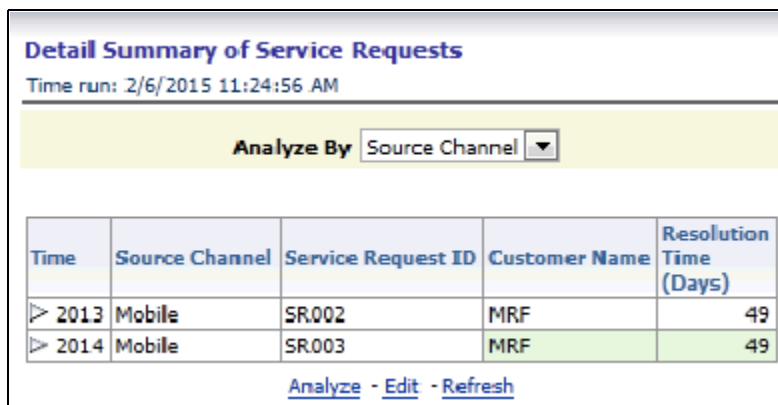 Detail Summary of Service Requests
Time run: 2/6/2015 11:24:56 AM
Analyze By Source Channel
Time Source Channel Service Request ID Customer Name Resolution Time (Days)
2013 Mobile SR002 MRF 49
2014 Mobile SR003 MRF 49
Analyze - Edit - Refresh